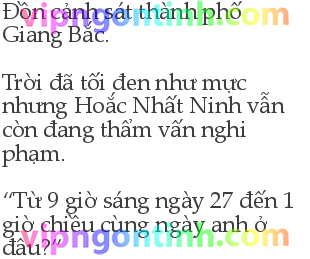 Đồn cảnh sát thành phố
vipngontinh.com
Giang Bắc.
Trời đã tối đen như mực
nhưng Hoắc Nhất Ninh vẫn
còn đang thẩm vấn nghi
phạm.
“Từ 9 giờ sáng ngày 27 đến 1
giờ chiều cùng ngày anh ở
vipngontinh.com
đâu?”